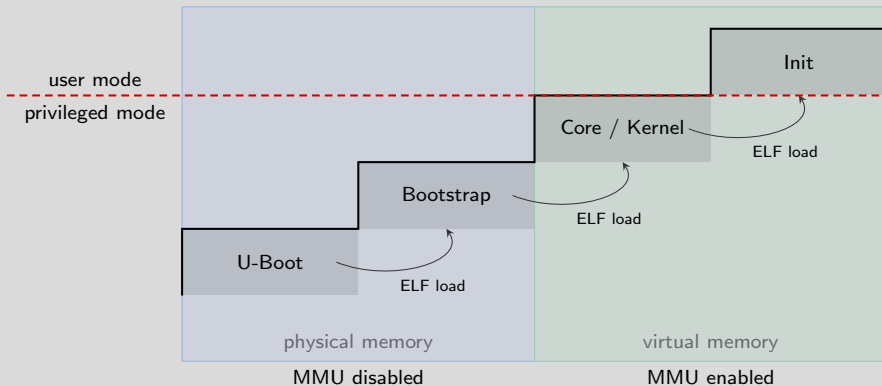 Init
user mode
privileged mode
Core / Kernel
ELF load
Bootstrap
ELF load
U-Boot
ELF load
physical memory
virtual memory
MMU disabled
MMU enabled